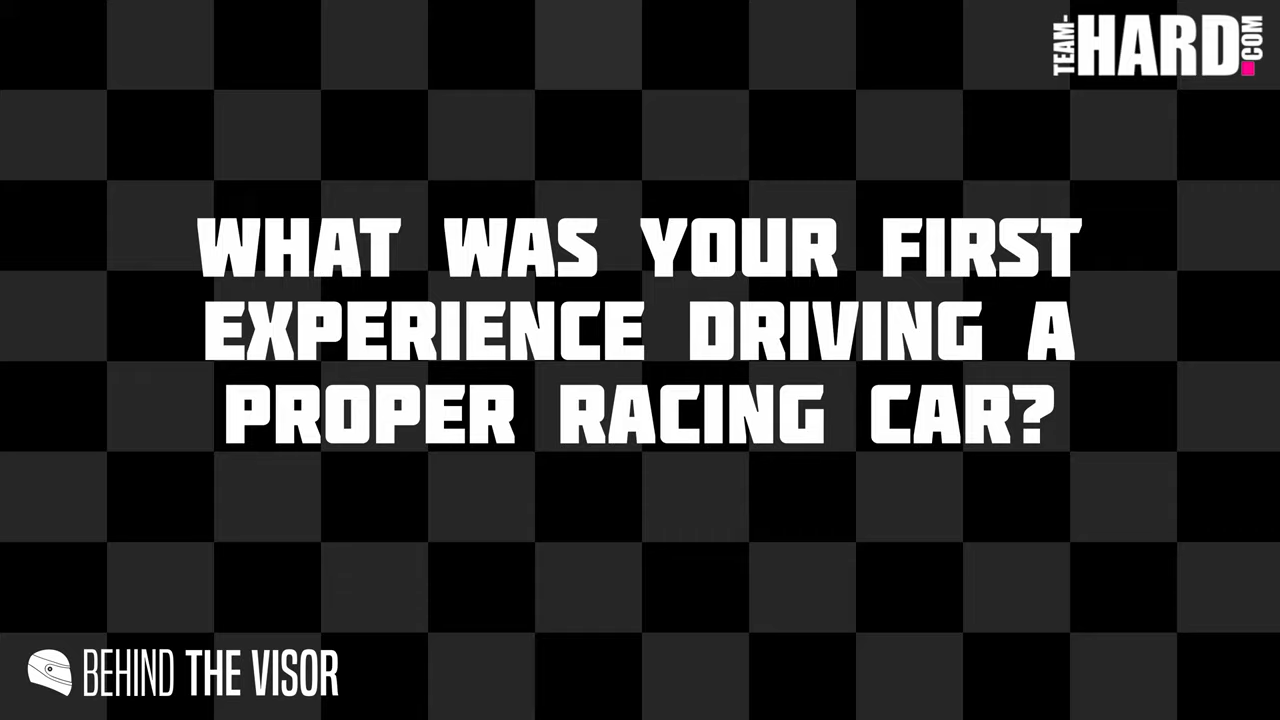 TEAM-HARD.COM
WHAT WAS YOUR FIRST
EXPERIENCE DRIVING A
PROPER RACING CAR?
BEHIND THE VISOR